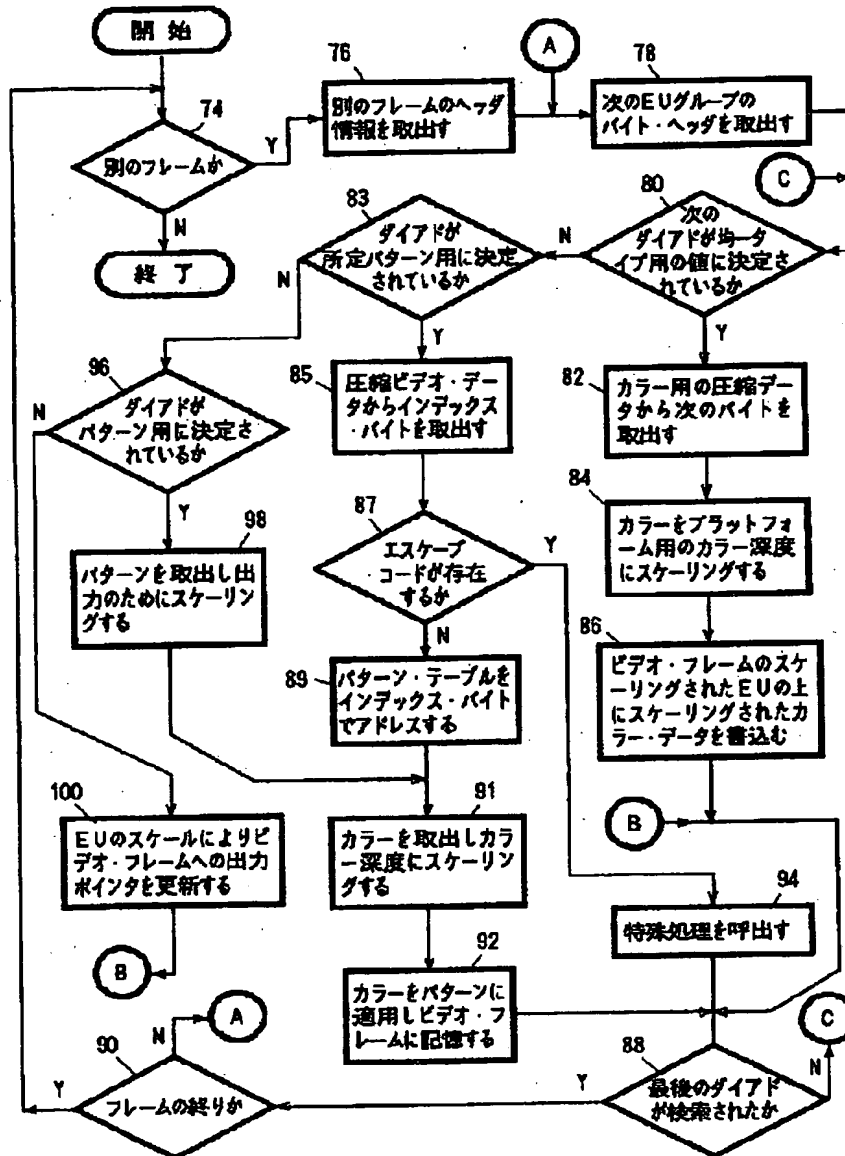 開始
76
A
78
別のフレームのヘッダ
情報を取出す
次のEUグループの
バイト・ヘッダを取出す
74
別のフレームか
Y
N
終了
C
83
ダイアドが
所定パターン用に決定
されているか
N
Y
80
次の
ダイアドが均一タ
イプ用の値に決定さ
れているか
N
Y
96
ダイアドが
パターン用に決定さ
れているか
N
Y
85
圧縮ビデオ・デー
タからインデックス
・バイトを取出す
82
カラー用の圧縮データ
から次のバイトを
取出す
98
パターンを取出し出
力のためにスケーリン
グする
87
エスケープ
コードが存在
するか
Y
N
84
カラーをプラットフォ
ーム用のカラー深度
にスケーリングする
89
パターン・テーブルを
インデックス・バイト
でアドレスする
86
ビデオ・フレームのスケ
ーリングされたEUの上
にスケーリングされたカ
ラー・データを書込む
100
EUのスケールによりビ
デオ・フレームへの出力
ポインタを更新する
91
カラーを取出しカラ
ー深度にスケーリン
グする
B
94
特殊処理を呼出す
B
92
カラーをパターンに
適用しビデオ・フ
レームに記憶する
A
C
90
フレームの終りか
N
Y
88
最後のダイアド
が検索されたか
Y
N